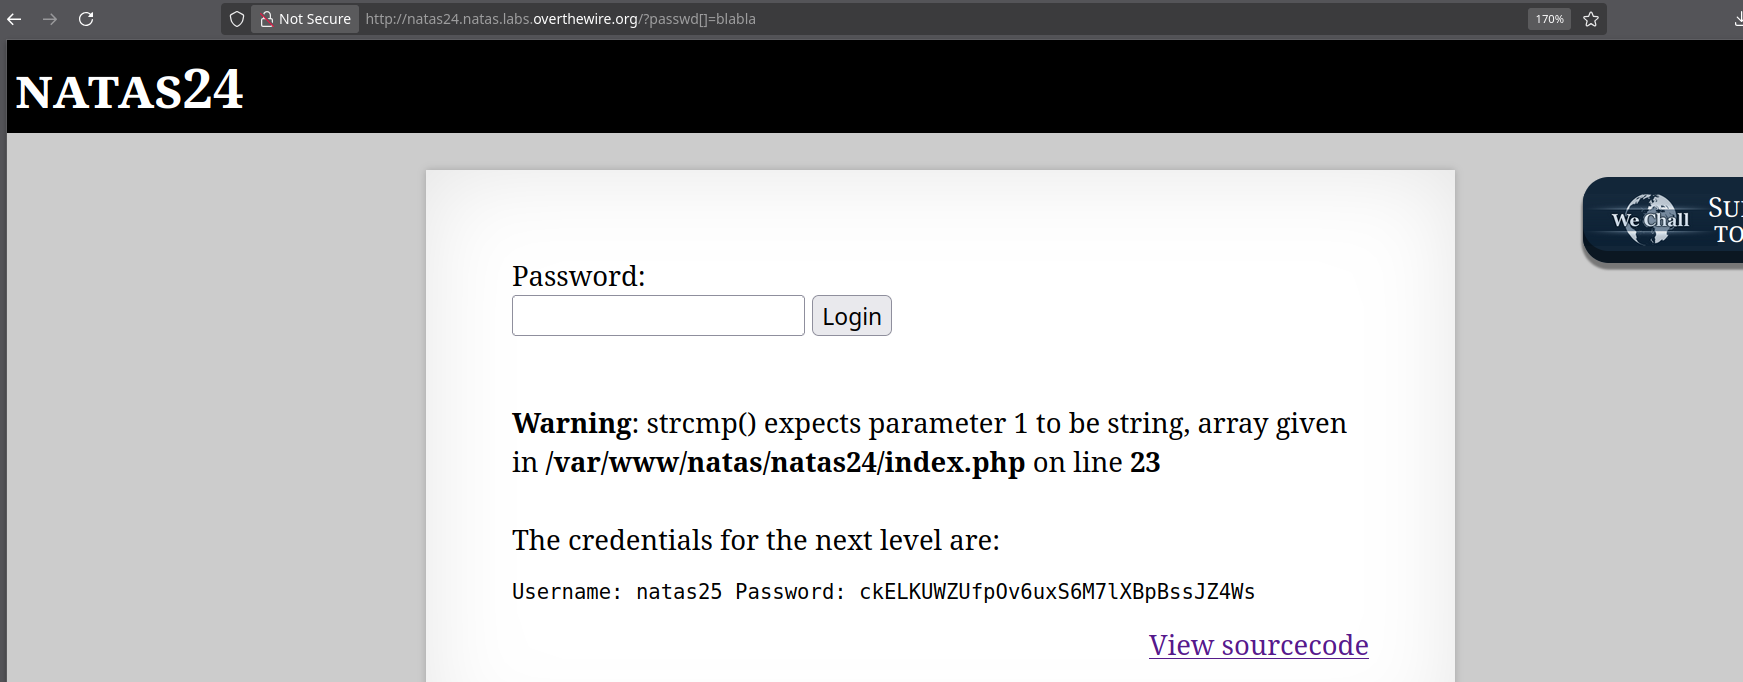 Not Secure http://natas24.natas.labs.overthewire.org/?passwd[]=blabla 170%
NATAS24
We Chall
Password:
Login
Warning: strcmp() expects parameter 1 to be string, array given
in /var/www/natas/natas24/index.php on line 23
The credentials for the next level are:
Username: natas25 Password: ckELKUWZUfpOv6uxS6M7lXBpBssJZ4Ws
View sourcecode